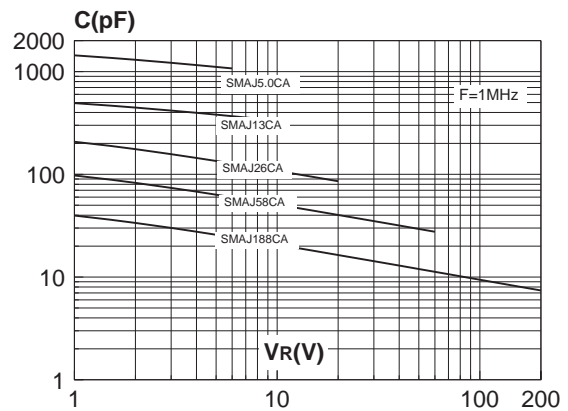 C(pF)
2000
1000
SMAJ5.0CA
F=1MHz
SMAJ13CA
100
SMAJ26CA
SMAJ58CA
SMAJ188CA
10
VR(V)
1
1 10 100 200